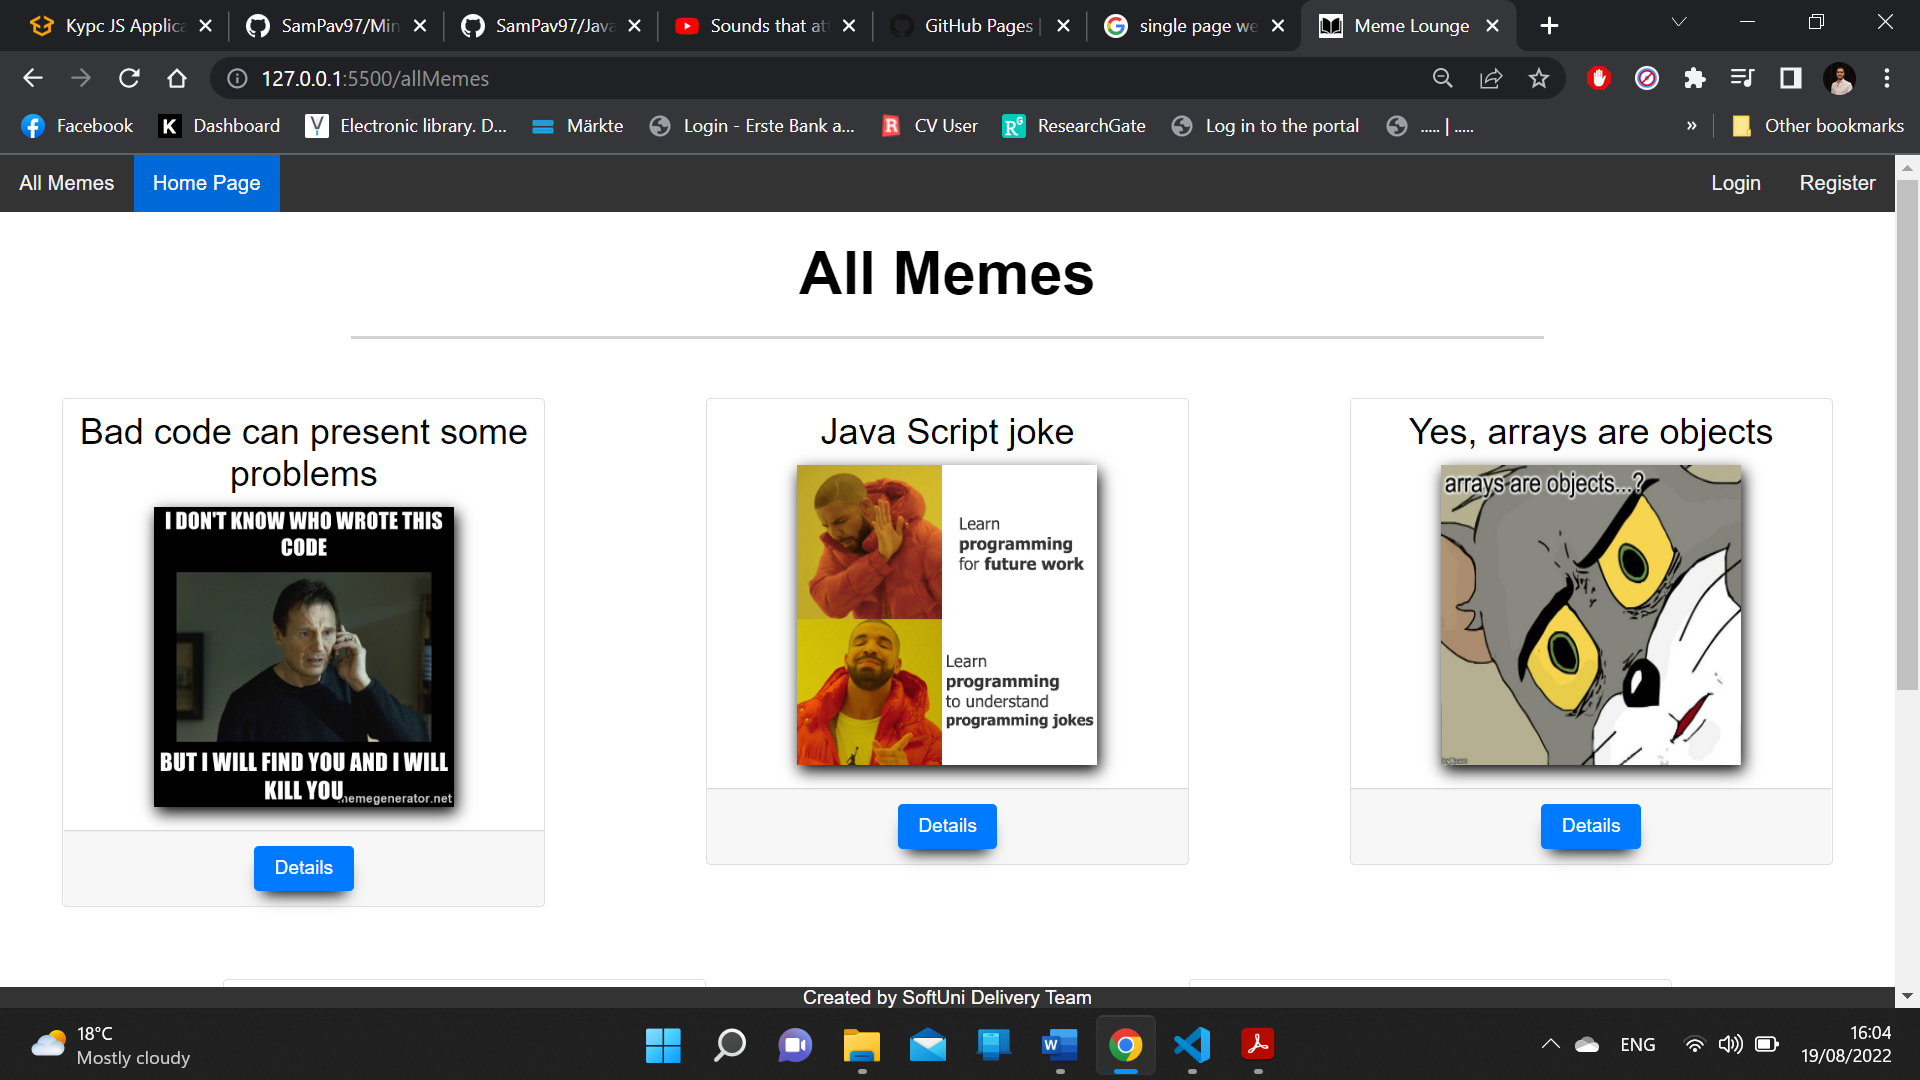 Курс JS Applica
SamPav97/Min
SamPav97/Java
Sounds that at
GitHub Pages |
single page we
Meme Lounge
127.0.0.1:5500/allMemes
Facebook
Dashboard
Electronic library. D...
Märkte
Login - Erste Bank a...
CV User
ResearchGate
Log in to the portal
..... | .....
»
Other bookmarks
All Memes
Home Page
Login
Register
All Memes
Bad code can present some
problems
I DON'T KNOW WHO WROTE THIS
CODE
BUT I WILL FIND YOU AND I WILL
KILL YOU
memegenerator.net
Details
Java Script joke
Learn
programming
for future work
Learn
programming
to understand
programming jokes
Details
Yes, arrays are objects
arrays are objects...?
Details
Created by SoftUni Delivery Team
18°C
Mostly cloudy
ENG
16:04
19/08/2022